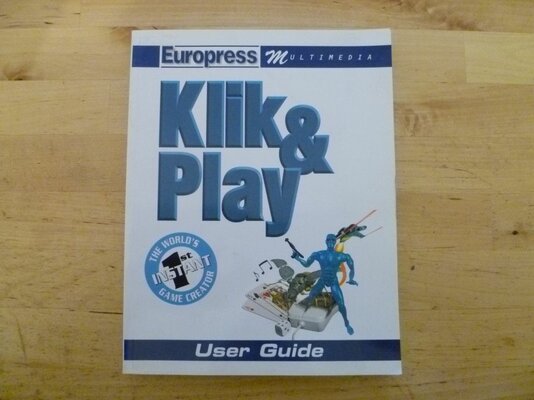 Europress Multimedia
Klik &
Play
THE WORLD'S
1st
INSTANT
GAME CREATOR
User Guide